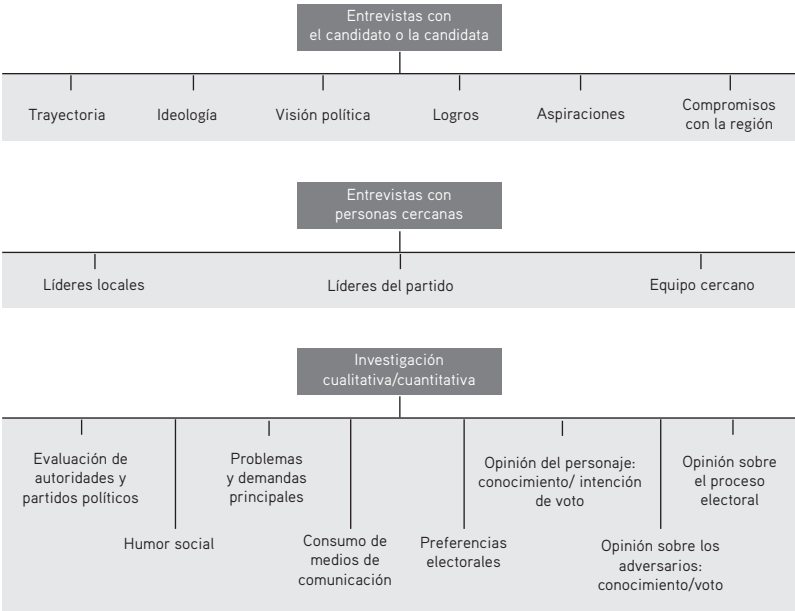 Entrevistas con
el candidato o la candidata
Trayectoria
Ideología
Visión política
Logros
Aspiraciones
Compromisos
con la región
Entrevistas con
personas cercanas
Líderes locales
Líderes del partido
Equipo cercano
Investigación
cualitativa/cuantitativa
Evaluación de
autoridades y
partidos políticos
Humor social
Problemas
y demandas
principales
Consumo de
medios de
comunicación
Preferencias
electorales
Opinión del personaje:
conocimiento/ intención
de voto
Opinión sobre los
adversarios:
conocimiento/voto
Opinión sobre
el proceso
electoral